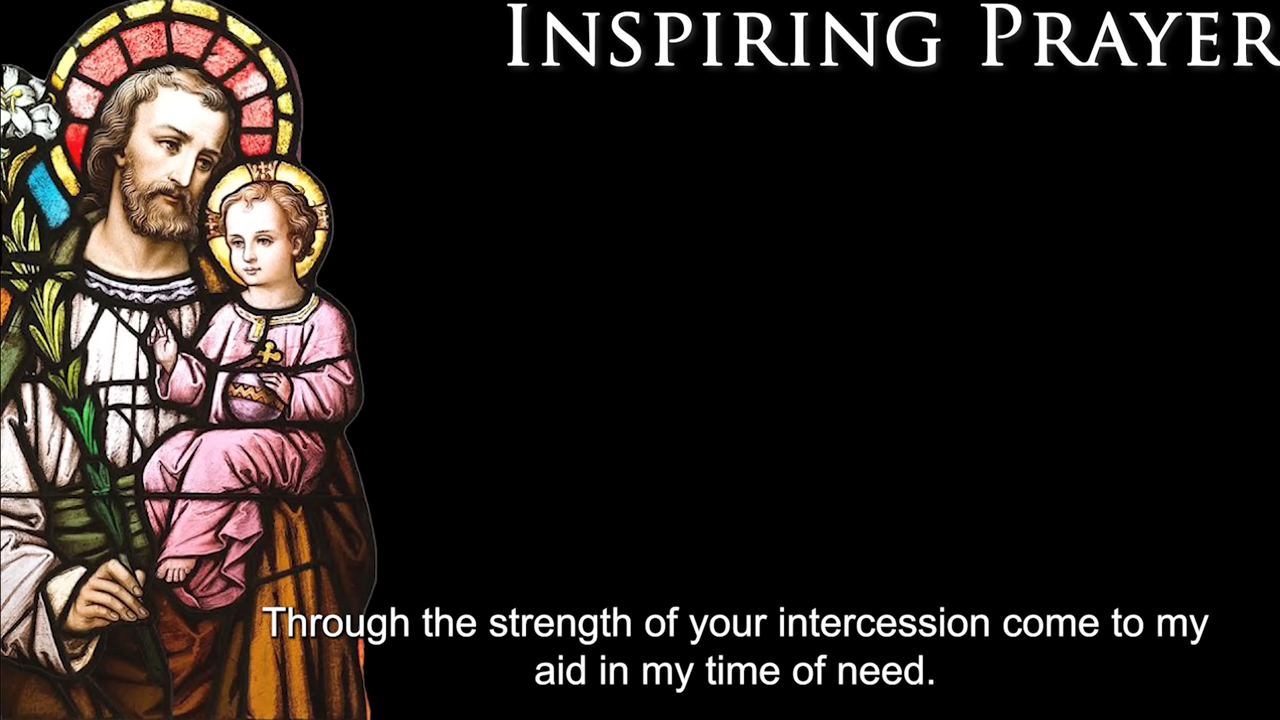 INSPIRING PRAYER
Through the strength of your intercession come to my
aid in my time of need.